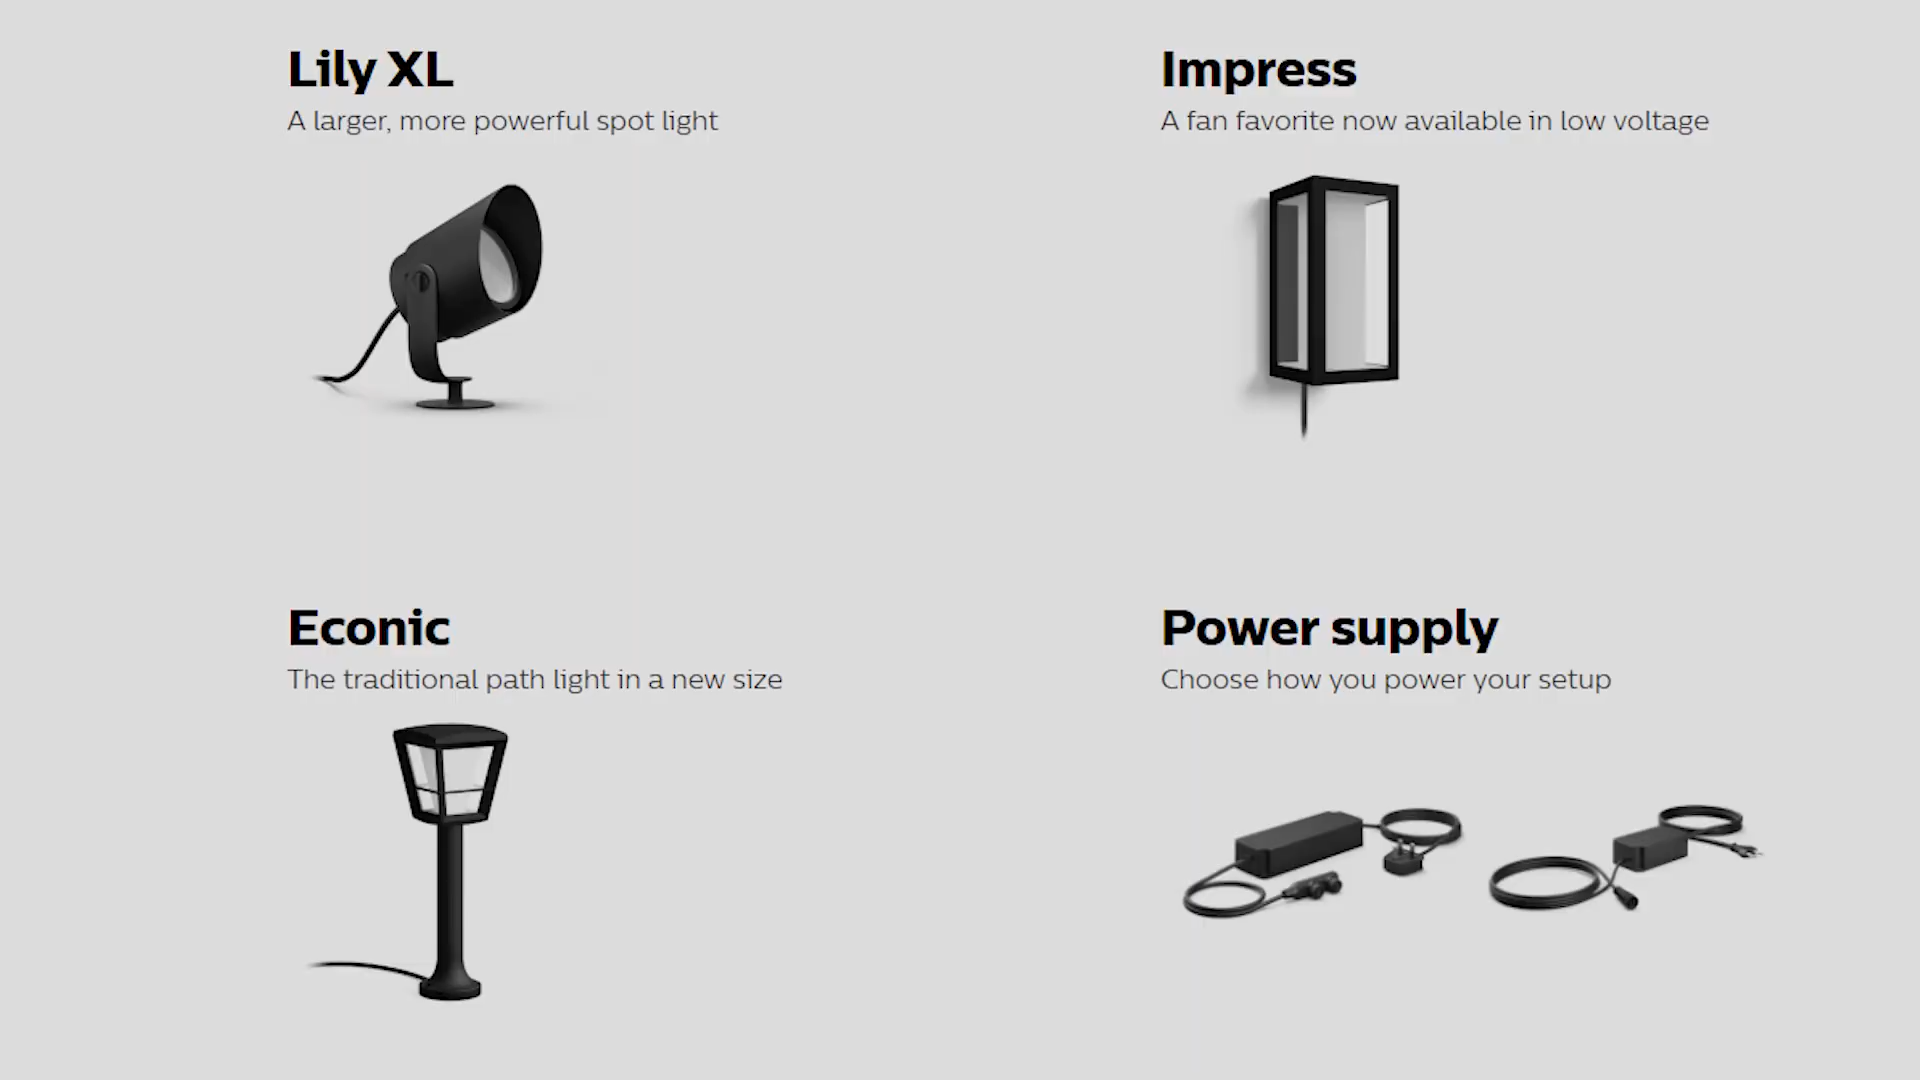 Lily XL
A larger, more powerful spot light
Impress
A fan favorite now available in low voltage
Econic
The traditional path light in a new size
Power supply
Choose how you power your setup